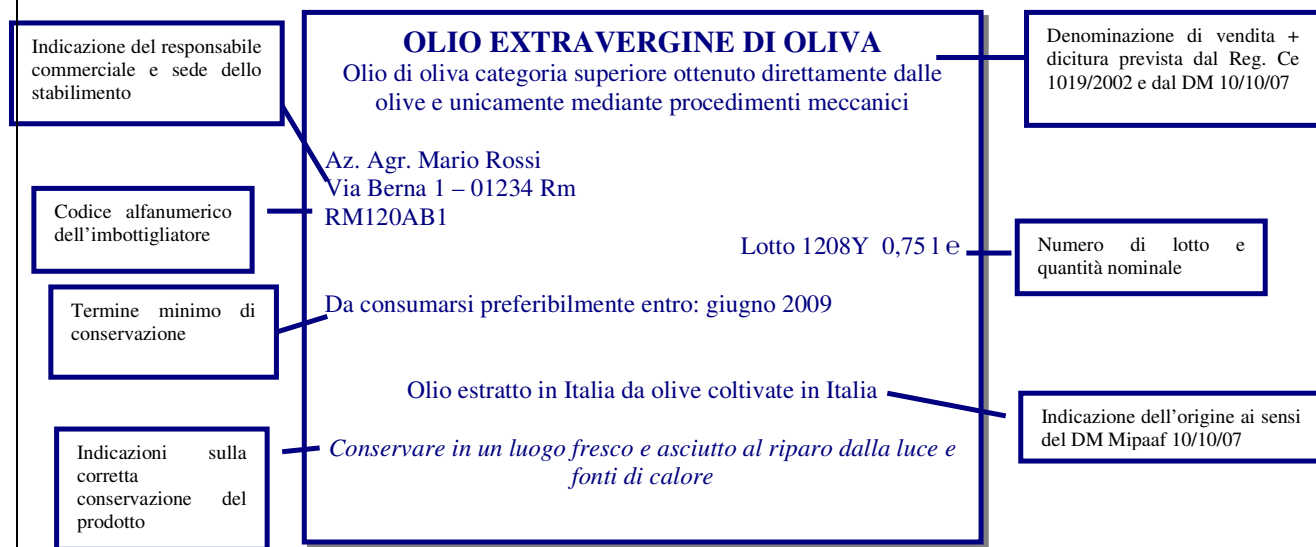 Indicazione del responsabile
commerciale e sede dello
stabilimento
OLIO EXTRAVERGINE DI OLIVA
Olio di oliva categoria superiore ottenuto direttamente dalle
olive e unicamente mediante procedimenti meccanici
Denominazione di vendita +
dicitura prevista dal Reg. Ce
1019/2002 e dal DM 10/10/07
Az. Agr. Mario Rossi
Via Berna 1 – 01234 Rm
RM120AB1
Codice alfanumerico
dell'imbottigliatore
Lotto 1208Y 0,75 l e
Numero di lotto e
quantità nominale
Termine minimo di
conservazione
Da consumarsi preferibilmente entro: giugno 2009
Olio estratto in Italia da olive coltivate in Italia
Indicazione dell'origine ai sensi
del DM Mipaaf 10/10/07
Indicazioni sulla
corretta
conservazione del
prodotto
Conservare in un luogo fresco e asciutto al riparo dalla luce e
fonti di calore